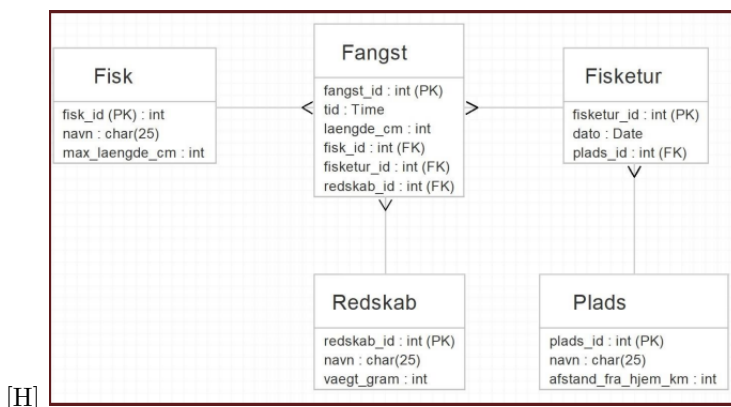 Fisk
fisk_id (PK) : int
navn : char(25)
max_laengde_cm : int
Fangst
fangst_id : int (PK)
tid : Time
laengde_cm : int
fisk_id : int (FK)
fisketur_id : int (FK)
redskab_id : int (FK)
Fisketur
fisketur_id : int (PK)
dato : Date
plads_id : int (FK)
Redskab
redskab_id : int (PK)
navn : char(25)
vaegt_gram : int
Plads
plads_id : int (PK)
navn : char(25)
afstand_fra_hjem_km : int
[H]